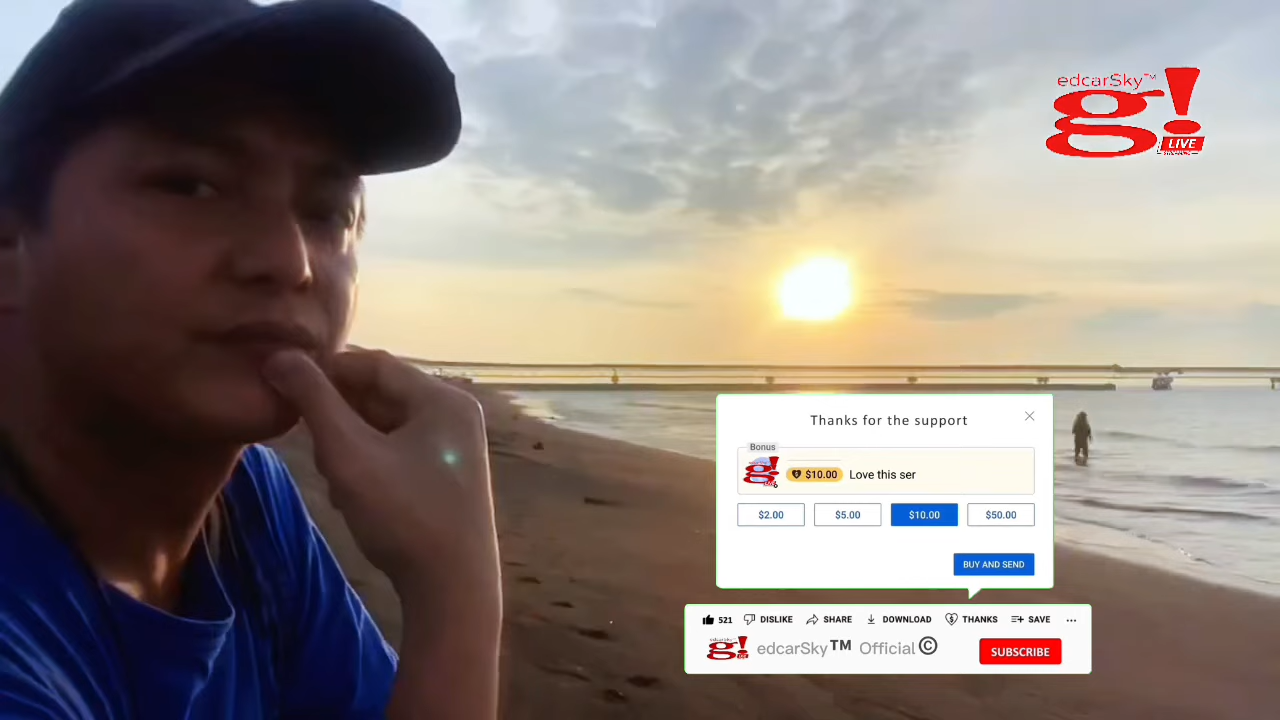 edcarSky™
g!
LIVE
Thanks for the support
Bonus
$10.00 Love this ser
$2.00 $5.00 $10.00 $50.00
BUY AND SEND
521 DISLIKE SHARE DOWNLOAD THANKS SAVE ...
g! edcarSky™ Official © SUBSCRIBE